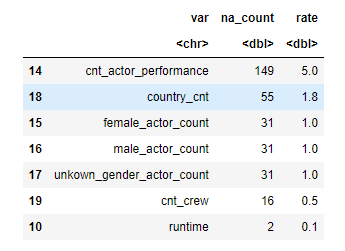 var na_count rate
<chr> <dbl> <dbl>
14 cnt_actor_performance 149 5.0
18 country_cnt 55 1.8
15 female_actor_count 31 1.0
16 male_actor_count 31 1.0
17 unkown_gender_actor_count 31 1.0
19 cnt_crew 16 0.5
10 runtime 2 0.1